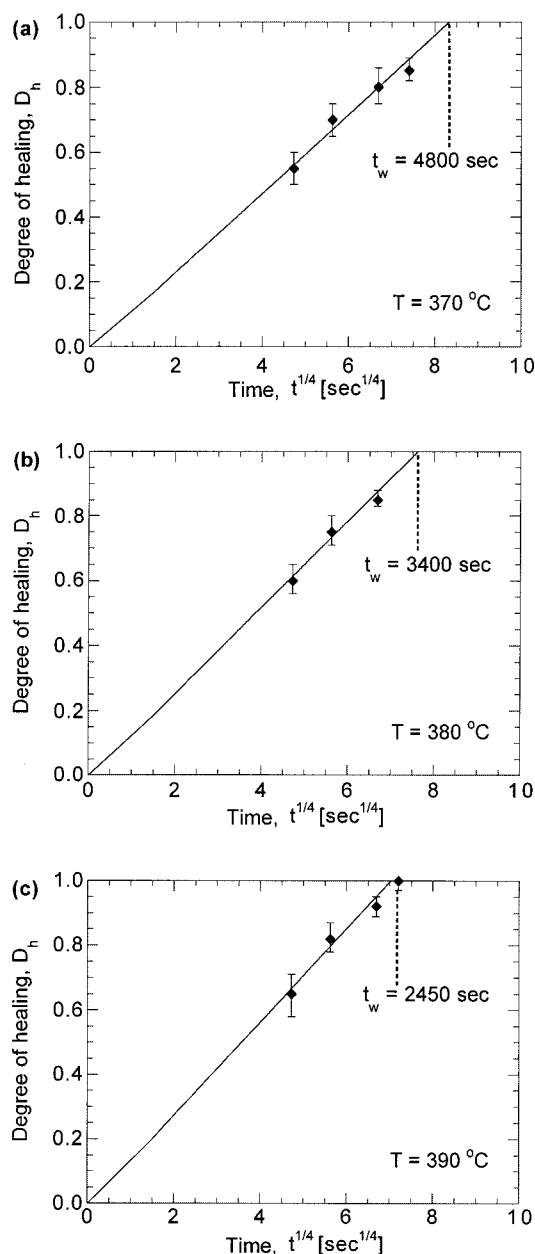 (a)
1.0
0.8
0.6
0.4
0.2
0.0
Degree of healing, D_h
t_w = 4800 sec
T = 370 °C
0 2 4 6 8 10
Time, t^1/4 [sec^1/4]
(b)
1.0
0.8
0.6
0.4
0.2
0.0
Degree of healing, D_h
t_w = 3400 sec
T = 380 °C
0 2 4 6 8 10
Time, t^1/4 [sec^1/4]
(c)
1.0
0.8
0.6
0.4
0.2
0.0
Degree of healing, D_h
t_w = 2450 sec
T = 390 °C
0 2 4 6 8 10
Time, t^1/4 [sec^1/4]